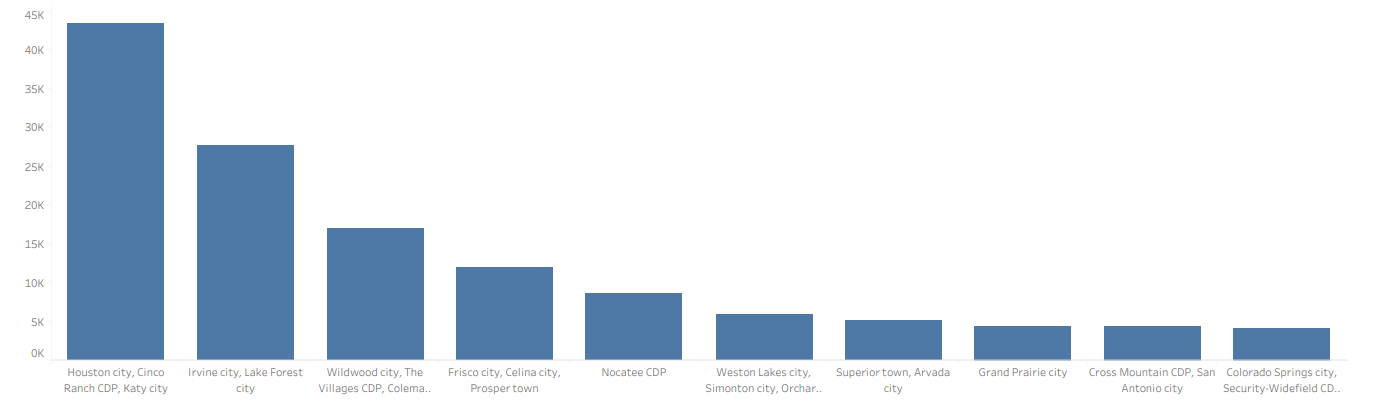 45K
40K
35K
30K
25K
20K
15K
10K
5K
0K
Houston city, Cinco
Ranch CDP, Katy city
Irvine city, Lake Forest
city
Wildwood city, The
Villages CDP, Colema..
Frisco city, Celina city,
Prosper town
Nocatee CDP
Weston Lakes city,
Simonton city, Orchar..
Superior town, Arvada
city
Grand Prairie city
Cross Mountain CDP, San
Antonio city
Colorado Springs city,
Security-Widefield CD..